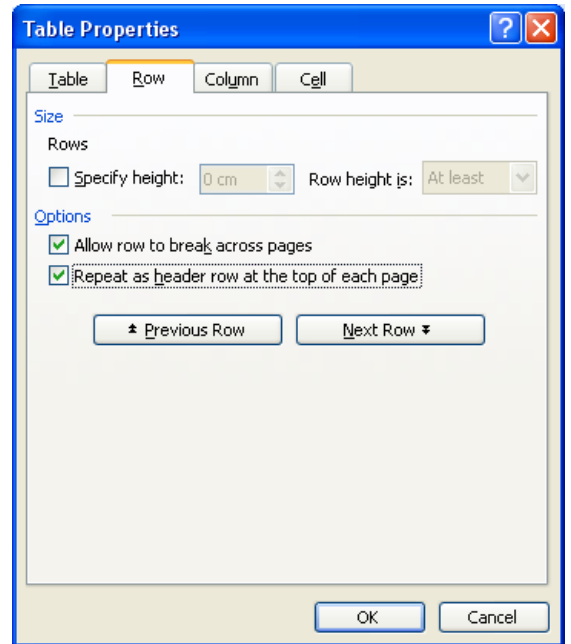 Table Properties
Table Row Column Cell
Size
Rows
Specify height: 0 cm Row height is: At least
Options
Allow row to break across pages
Repeat as header row at the top of each page
Previous Row Next Row
OK Cancel